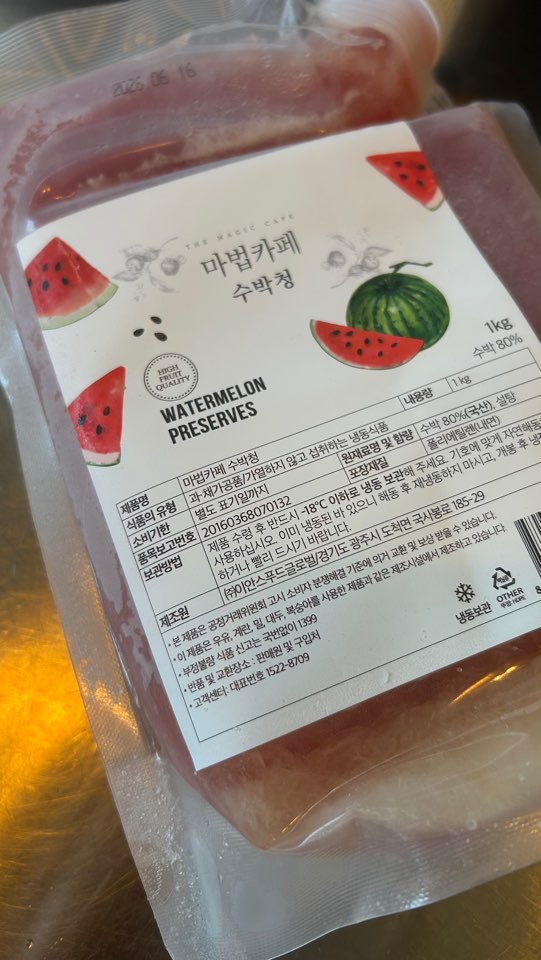 2026 06 16
THE MAGIC CAFE
마법카페
수박청
HIGH
FRUIT
QUALITY
WATERMELON
PRESERVES
1kg
수박 80%
제품명 마법카페 수박청 내용량 1kg
식품의 유형 과·채가공품/가열하지 않고 섭취하는 냉동식품 원재료명 및 함량 수박 80%(국산), 설탕
소비기한 별도 표기일까지 포장재질 폴리에틸렌(내면)
품목보고번호 20160368070132
보관방법 제품 수령 후 반드시 -18℃ 이하로 냉동 보관해 주세요. 기호에 맞게 자연해동
사용하십시오. 이미 냉동된 바 있으니 해동 후 재냉동하지 마시고, 개봉 후 냉
하거나 빨리 드시기 바랍니다.
제조원 ㈜이안스푸드글로벌/경기도 광주시 도척면 국사봉로 185-29
• 본 제품은 공정거래위원회 고시 소비자 분쟁해결 기준에 의거 교환 및 보상 받을 수 있습니다.
• 이 제품은 우유, 계란, 밀, 대두, 복숭아를 사용한 제품과 같은 제조시설에서 제조하고 있습니다.
• 부정불량 식품 신고는 국번없이 1399
• 반품 및 교환장소 : 판매원 및 구입처
• 고객센터: 대표번호 1522-8709
냉동보관
OTHER
8